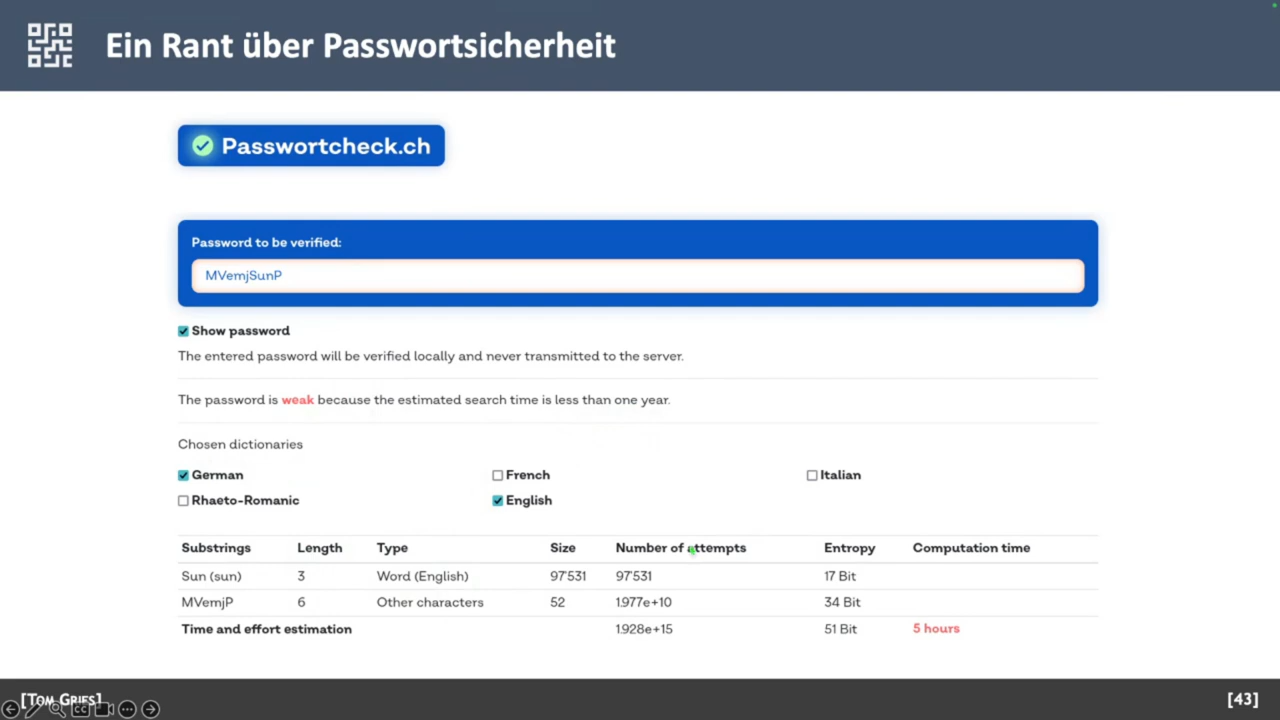 Ein Rant über Passwortsicherheit
Passwortcheck.ch
Password to be verified:
MVemjSunP
Show password
The entered password will be verified locally and never transmitted to the server.
The password is weak because the estimated search time is less than one year.
Chosen dictionaries
German French Italian
Rhaeto-Romanic English
Substrings Length Type Size Number of attempts Entropy Computation time
Sun (sun) 3 Word (English) 97'531 97'531 17 Bit
MVemjP 6 Other characters 52 1.977e+10 34 Bit
Time and effort estimation 1.928e+15 51 Bit 5 hours
[Tom Gries] [43]
CC